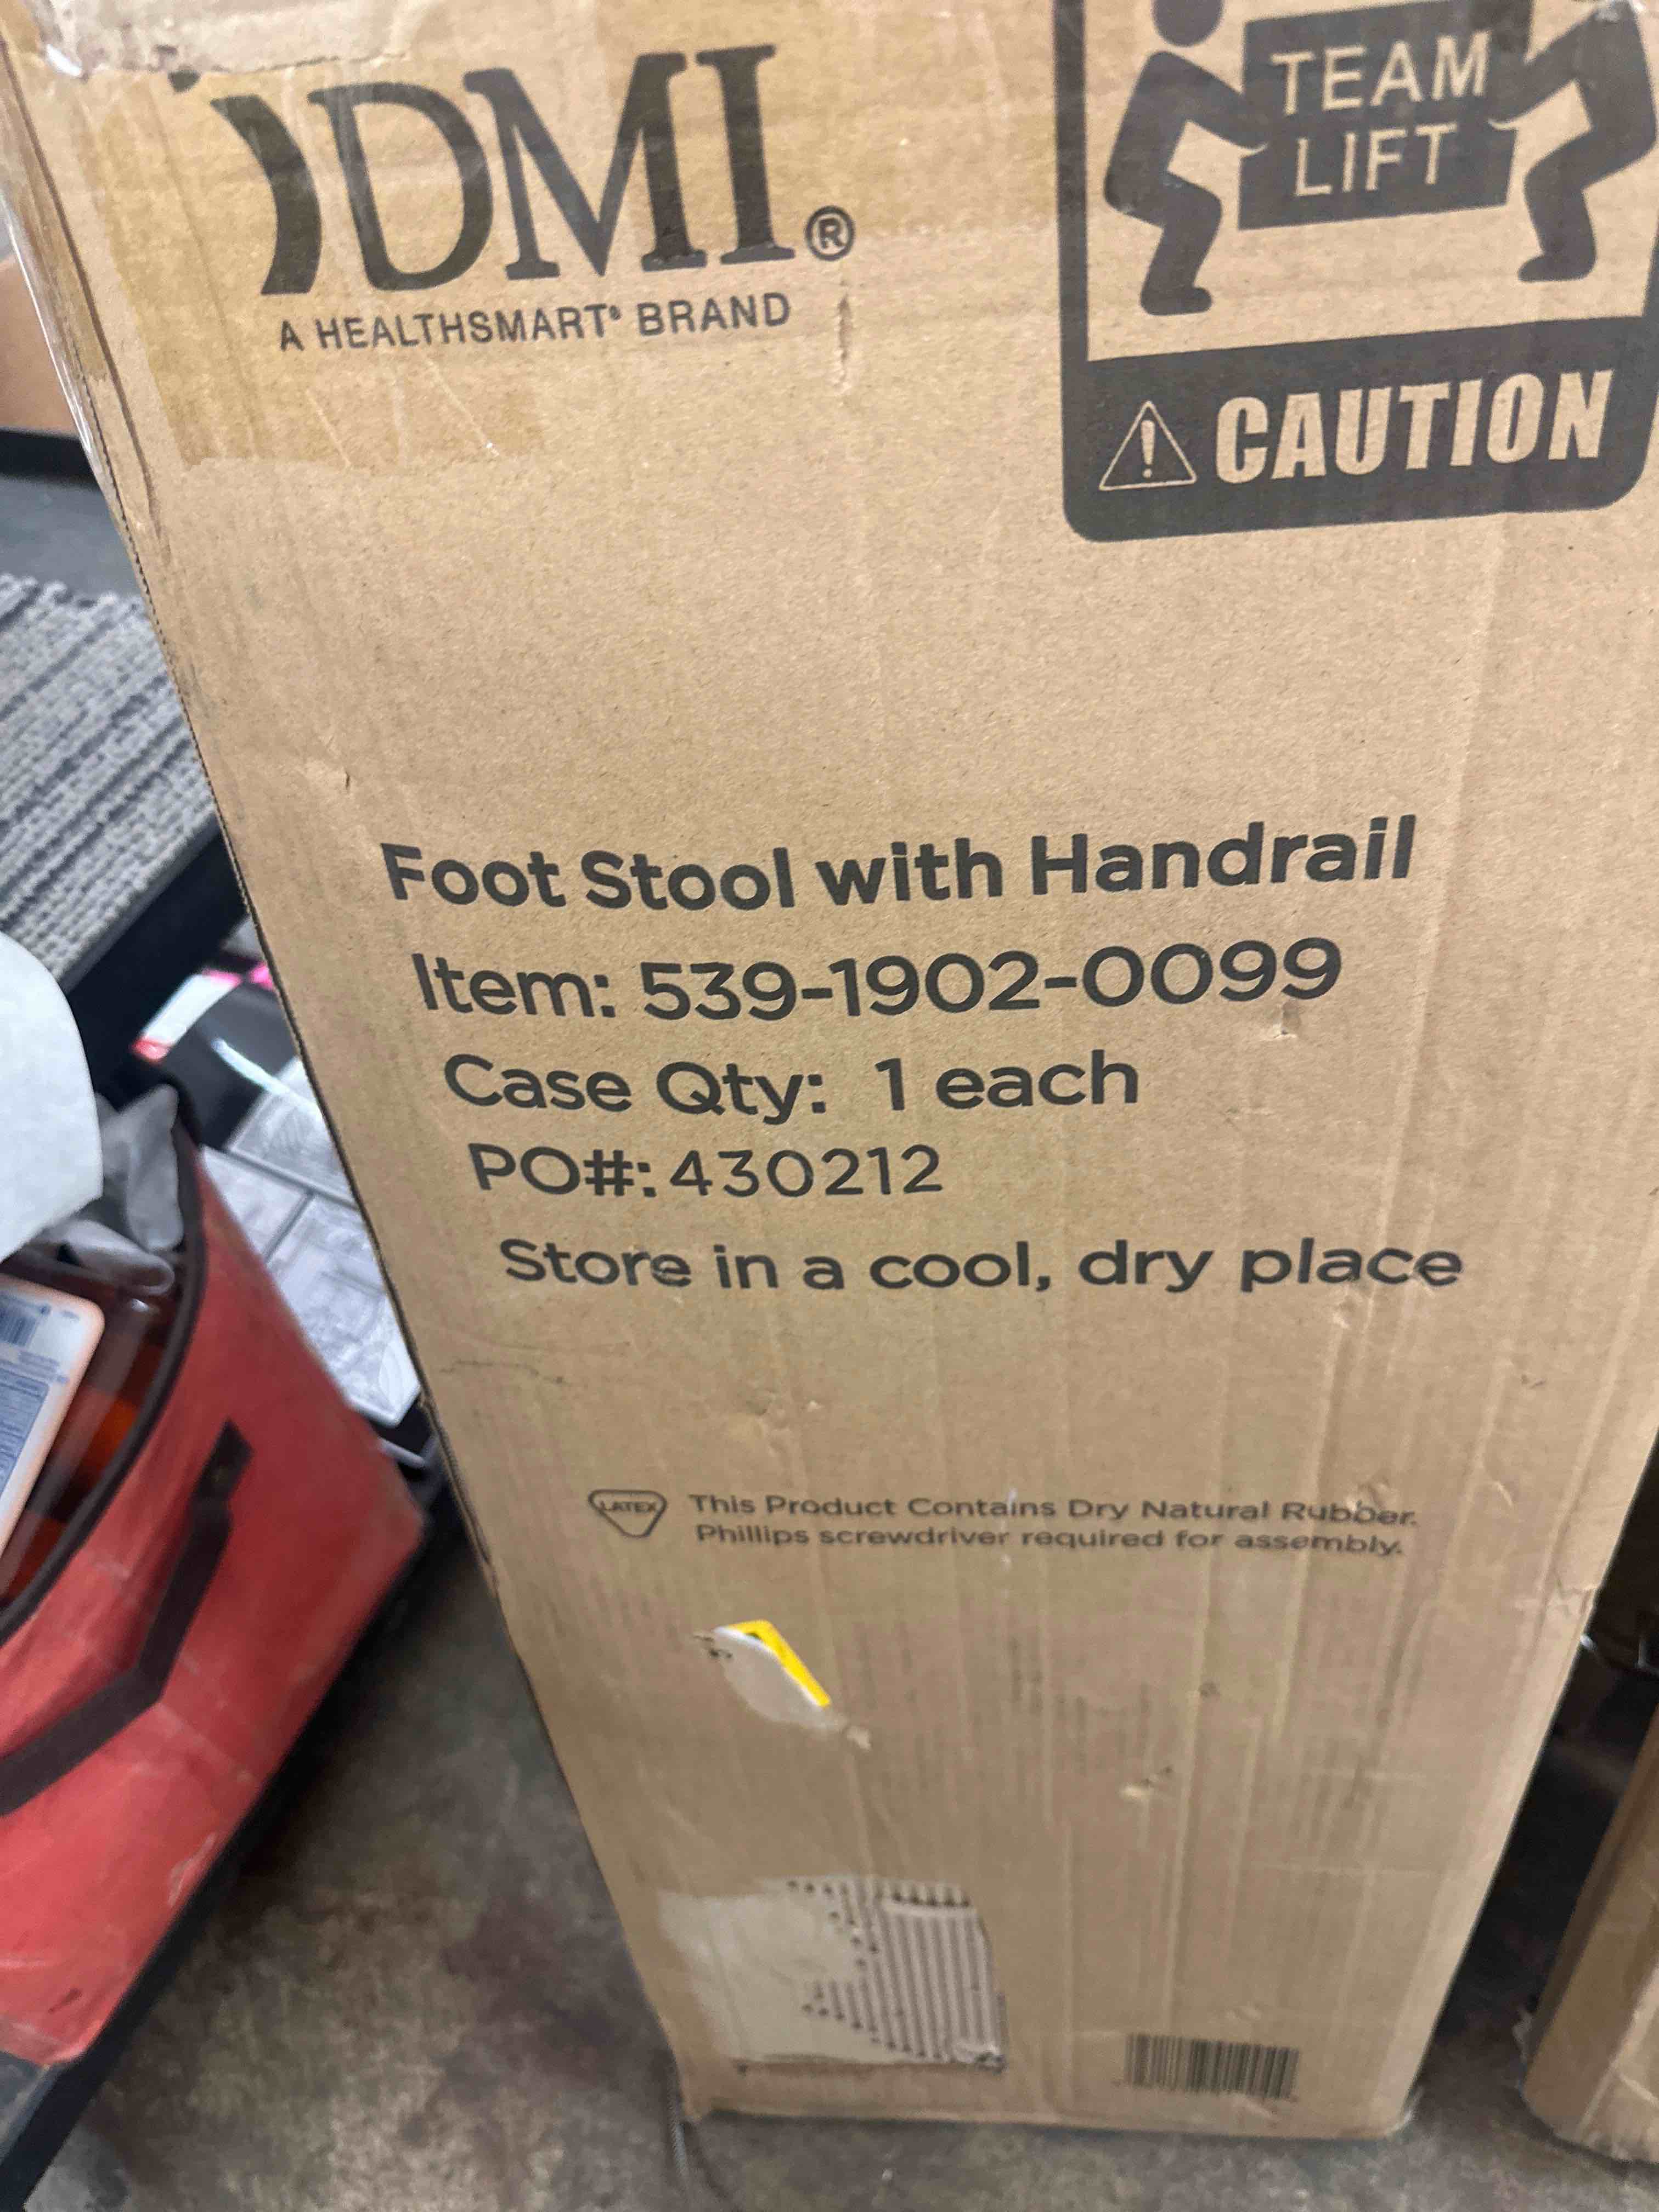 DMI®
A HEALTHSMART® BRAND
TEAM
LIFT
CAUTION
Foot Stool with Handrail
Item: 539-1902-0099
Case Qty: 1 each
PO#: 430212
Store in a cool, dry place
LATEX
This Product Contains Dry Natural Rubber.
Phillips screwdriver required for assembly.